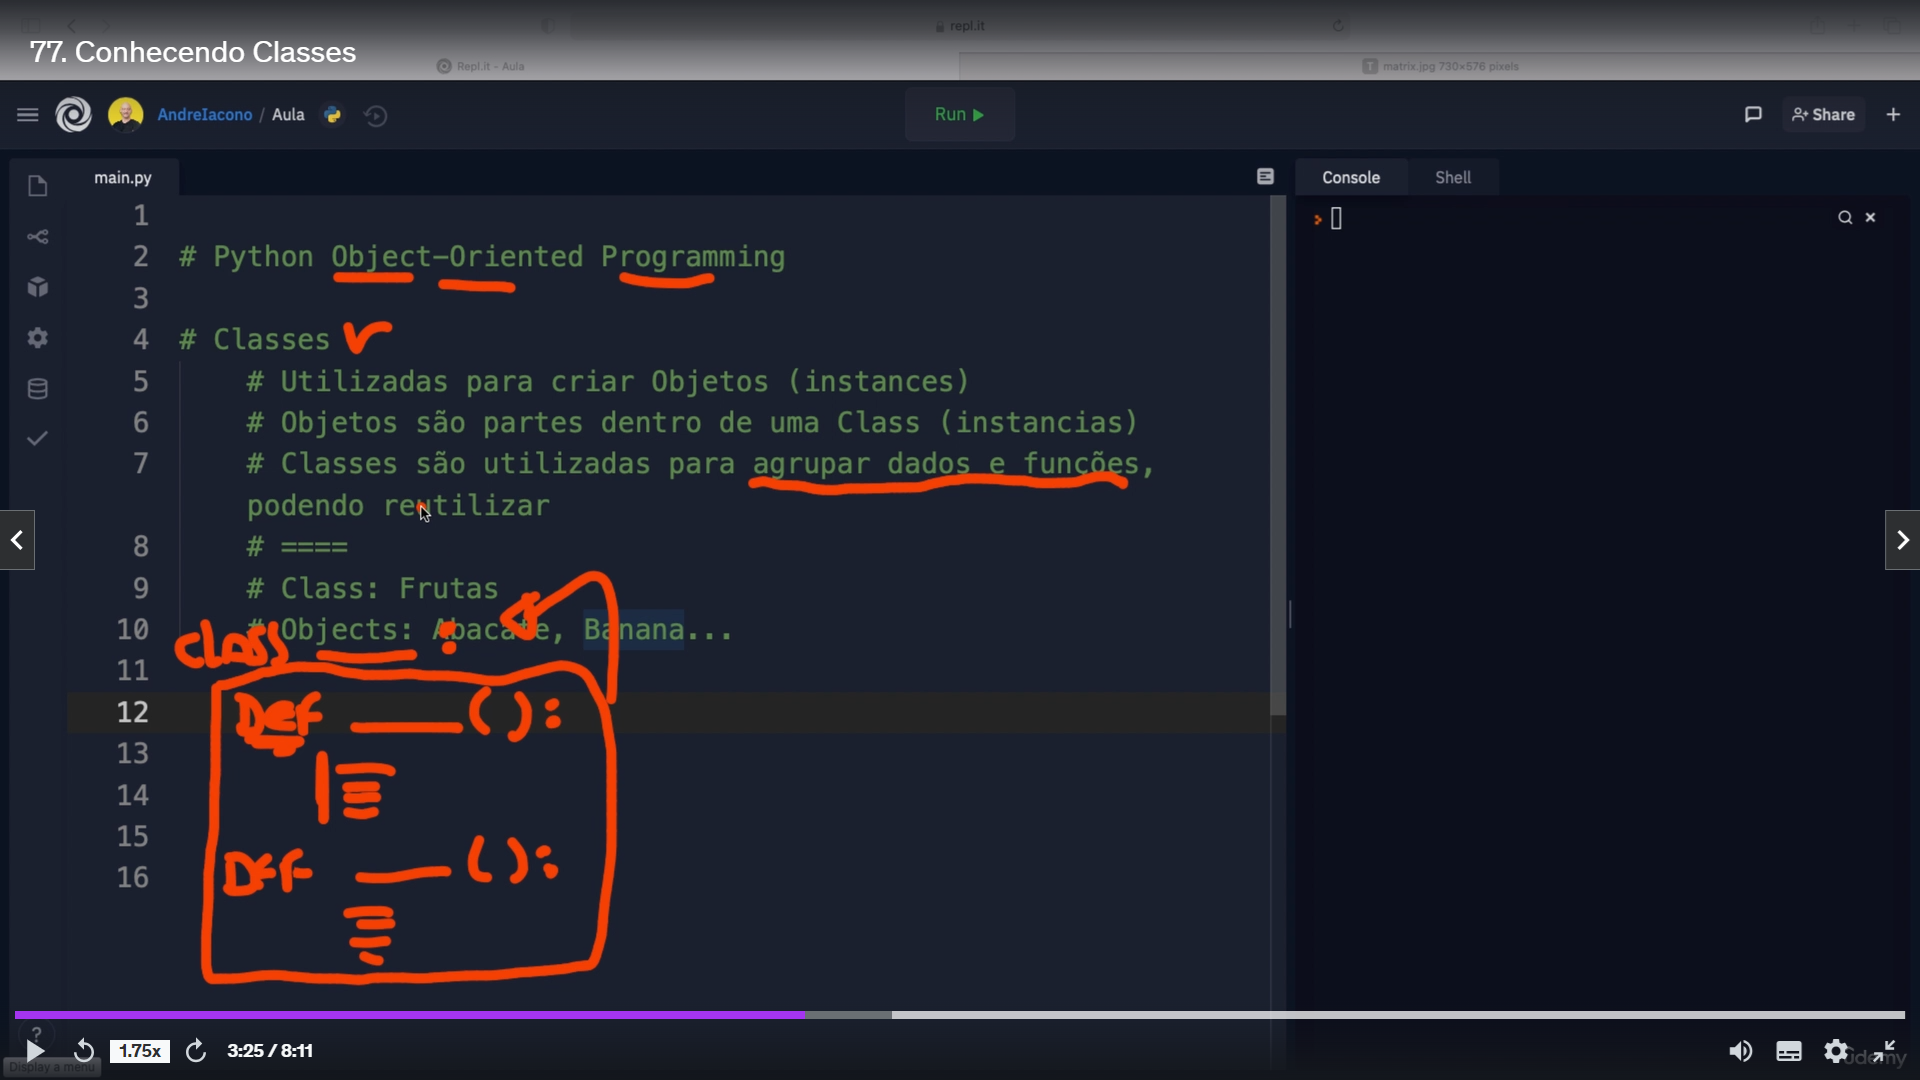 repl.it
77. Conhecendo Classes
Repl.it - Aula
matrix.jpg 730×576 pixels
AndreIacono / Aula
Run
Share
main.py
Console
Shell
1
2 # Python Object-Oriented Programming
3
4 # Classes
5 # Utilizadas para criar Objetos (instances)
6 # Objetos são partes dentro de uma Class (instancias)
7 # Classes são utilizadas para agrupar dados e funções,
podendo reutilizar
8 # ====
9 # Class: Frutas
10 # Objects: Abacate, Banana...
class ____ :
11
12 Def ____ ():
13
14
15
16 Def ____ ():
?
1.75x
3:25 / 8:11
Display a menu
udemy